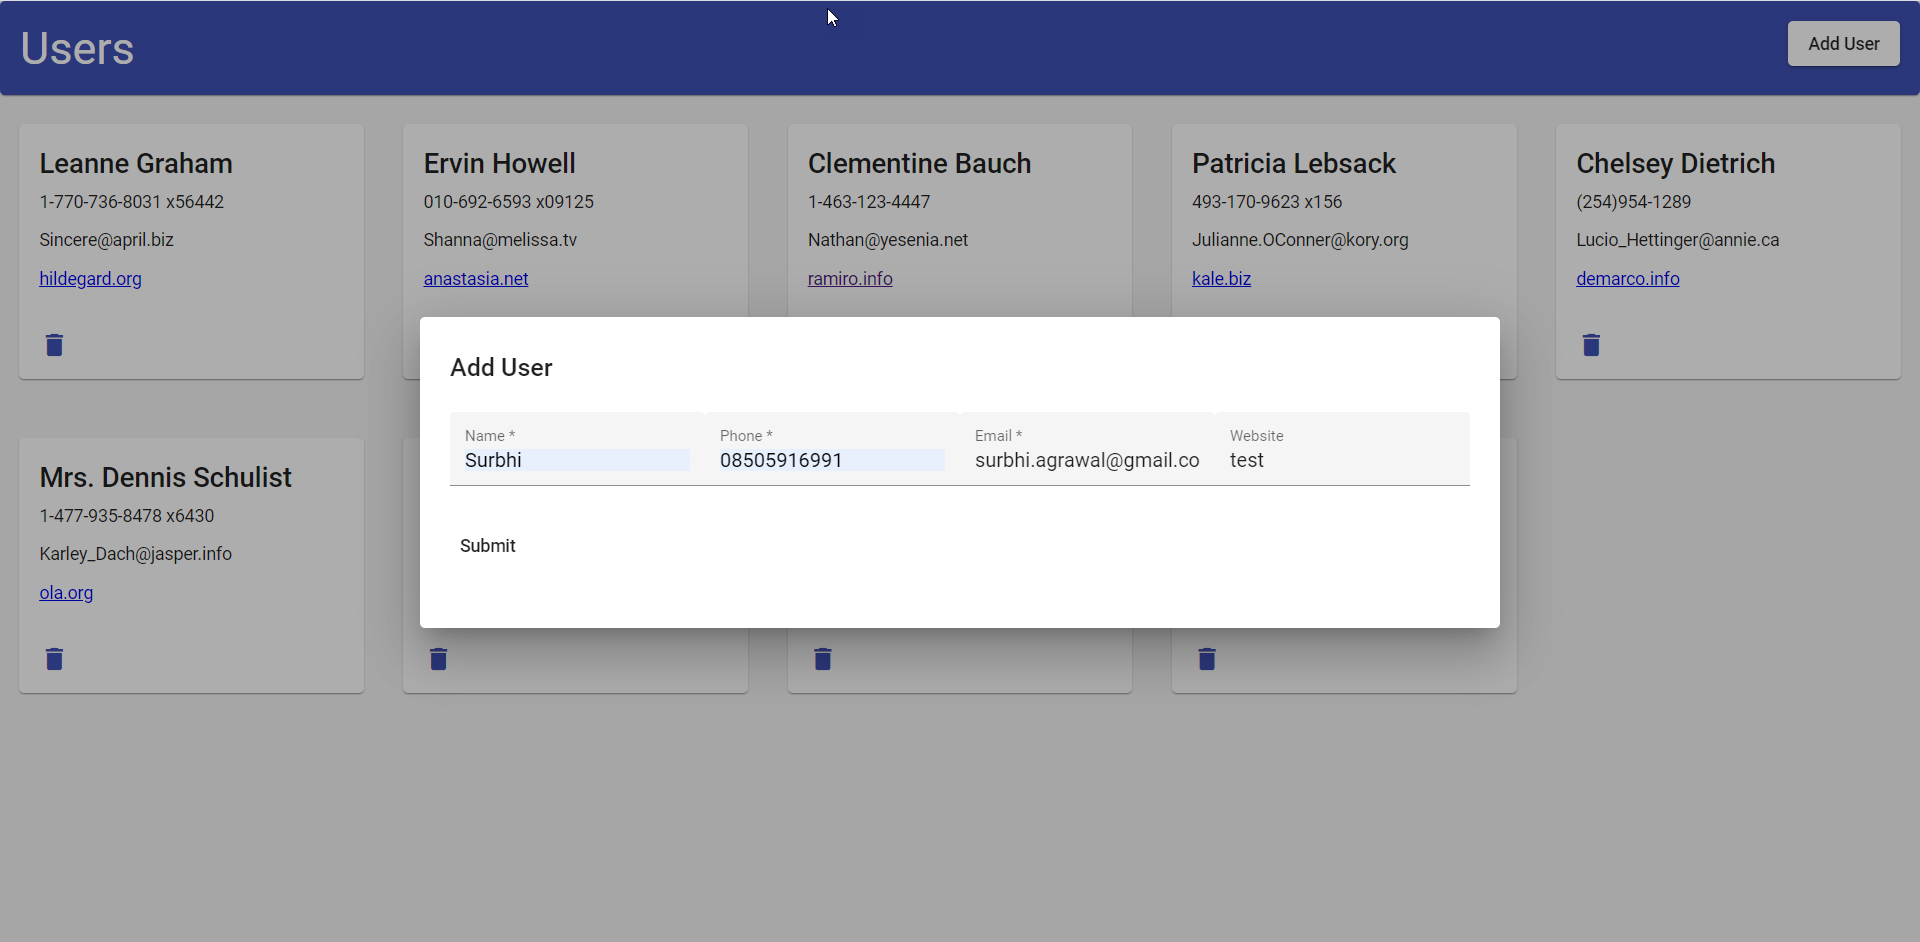 Users
Add User
Leanne Graham
1-770-736-8031 x56442
Sincere@april.biz
hildegard.org
Ervin Howell
010-692-6593 x09125
Shanna@melissa.tv
anastasia.net
Clementine Bauch
1-463-123-4447
Nathan@yesenia.net
ramiro.info
Patricia Lebsack
493-170-9623 x156
Julianne.OConner@kory.org
kale.biz
Chelsey Dietrich
(254)954-1289
Lucio_Hettinger@annie.ca
demarco.info
Add User
Name *
Surbhi
Phone *
08505916991
Email *
surbhi.agrawal@gmail.co
Website
test
Submit
Mrs. Dennis Schulist
1-477-935-8478 x6430
Karley_Dach@jasper.info
ola.org